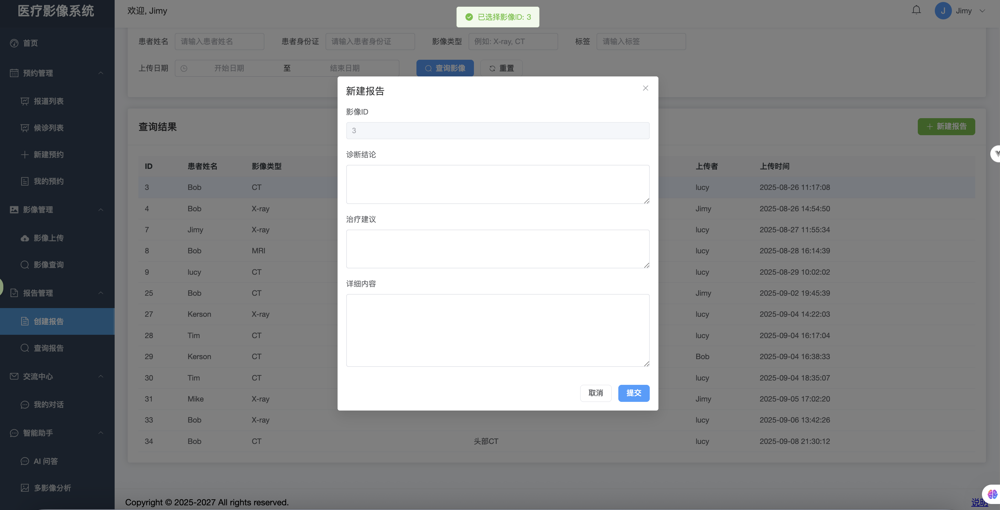 医疗影像系统
欢迎, Jimy
已选择影像ID: 3
J
Jimy
首页
预约管理
报道列表
候诊列表
新建预约
我的预约
影像管理
影像上传
影像查询
报告管理
创建报告
查询报告
交流中心
我的对话
智能助手
AI 问答
多影像分析
患者姓名 请输入患者姓名 患者身份证 请输入患者身份证 影像类型 例如: X-ray, CT 标签 请输入标签
上传日期 开始日期 至 结束日期 查询影像 重置
查询结果 新建报告
ID 患者姓名 影像类型 上传者 上传时间
3 Bob CT lucy 2025-08-26 11:17:08
4 Bob X-ray Jimy 2025-08-26 14:54:50
7 Jimy X-ray lucy 2025-08-27 11:55:34
8 Bob MRI lucy 2025-08-28 16:14:39
9 lucy CT lucy 2025-08-29 10:02:02
25 Bob CT Jimy 2025-09-02 19:45:39
27 Kerson X-ray lucy 2025-09-04 14:22:03
28 Tim CT lucy 2025-09-04 16:17:04
29 Kerson CT Bob 2025-09-04 16:38:33
30 Tim CT lucy 2025-09-04 18:35:07
31 Mike X-ray Jimy 2025-09-05 17:02:20
33 Bob X-ray lucy 2025-09-06 13:42:26
34 Bob CT 头部CT lucy 2025-09-08 21:30:12
新建报告
影像ID
3
诊断结论
治疗建议
详细内容
取消 提交
Copyright © 2025-2027 All rights reserved.
说明